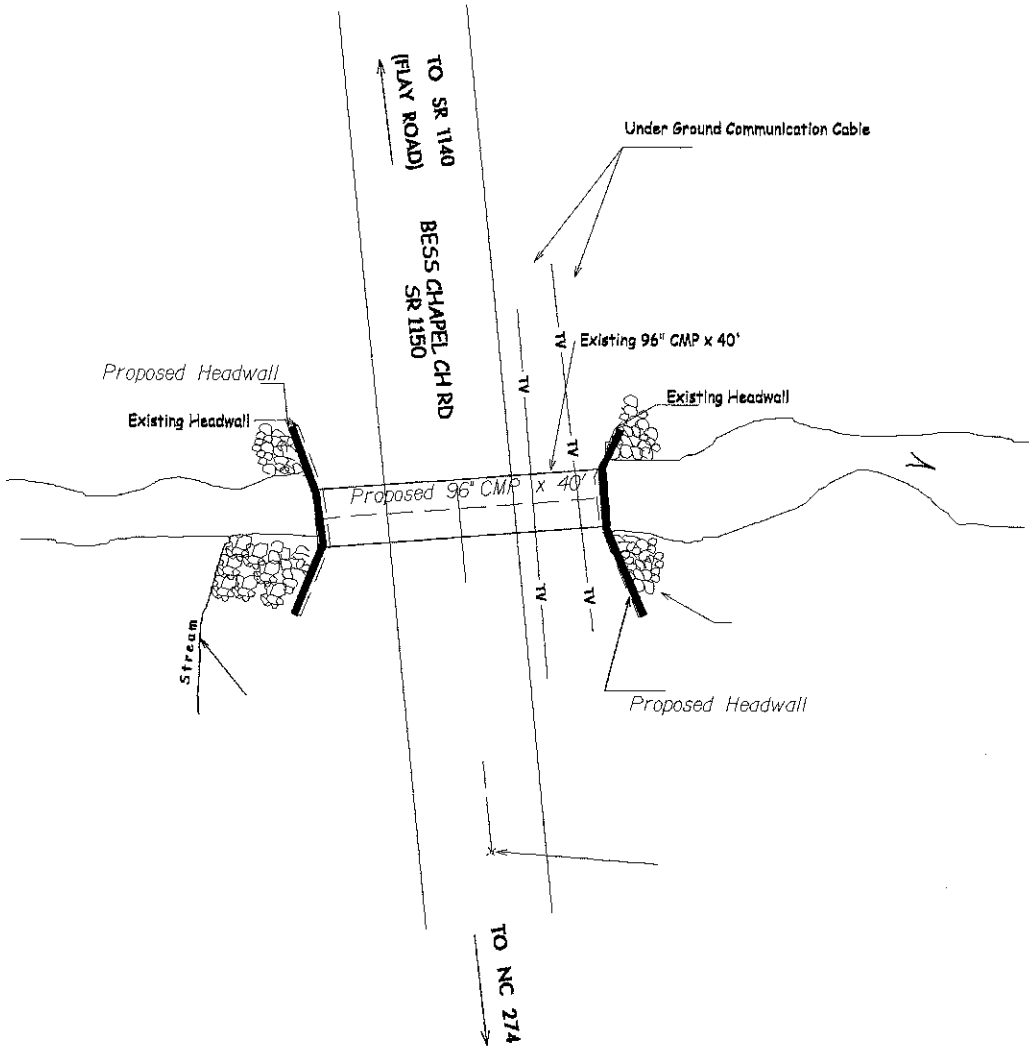 TO SR 1140
(FLAY ROAD)
Under Ground Communication Cable
BESS CHAPEL CH RD
SR 1150
TV
Existing 96" CMP x 40'
TV
Proposed Headwall
Existing Headwall
Existing Headwall
TV
Proposed 96" CMP x 40'
TV
TV
Stream
Proposed Headwall
TO NC 274